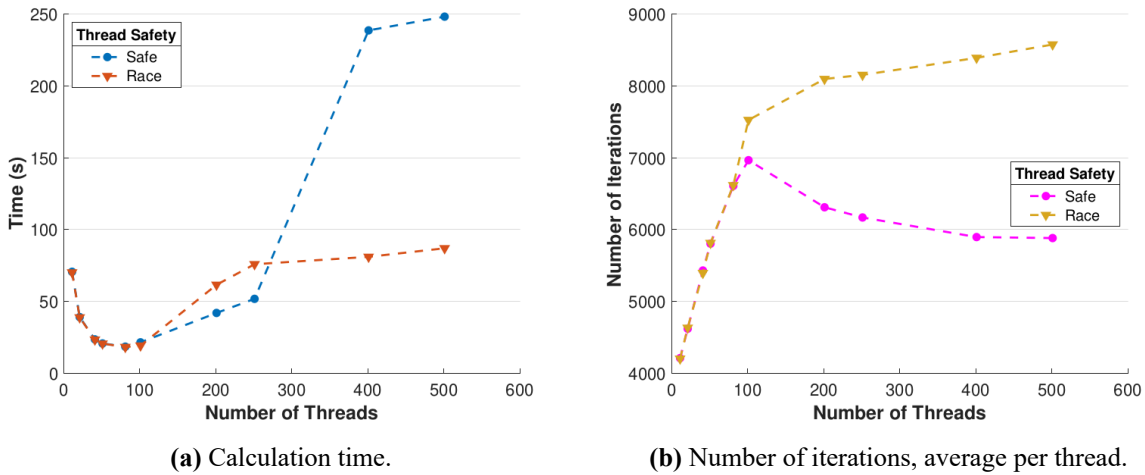 250
200
150
100
50
0
Time (s)
Thread Safety
Safe
Race
0 100 200 300 400 500 600
Number of Threads
(a) Calculation time.
9000
8000
7000
6000
5000
4000
Number of Iterations
Thread Safety
Safe
Race
0 100 200 300 400 500 600
Number of Threads
(b) Number of iterations, average per thread.